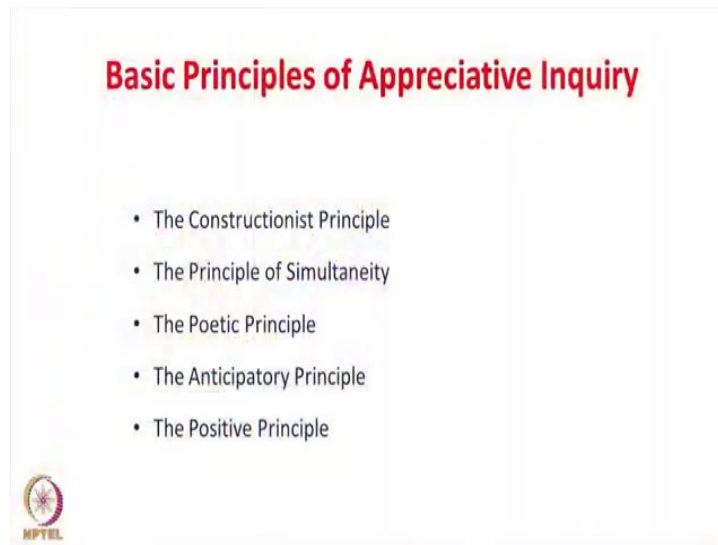 Basic Principles of Appreciative Inquiry
• The Constructionist Principle
• The Principle of Simultaneity
• The Poetic Principle
• The Anticipatory Principle
• The Positive Principle
NPTEL